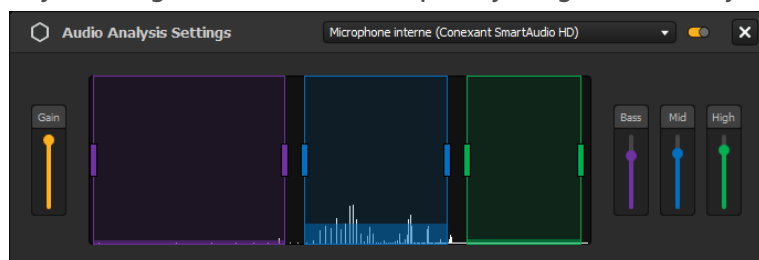 Audio Analysis Settings
Microphone interne (Conexant SmartAudio HD)
Gain
Bass
Mid
High